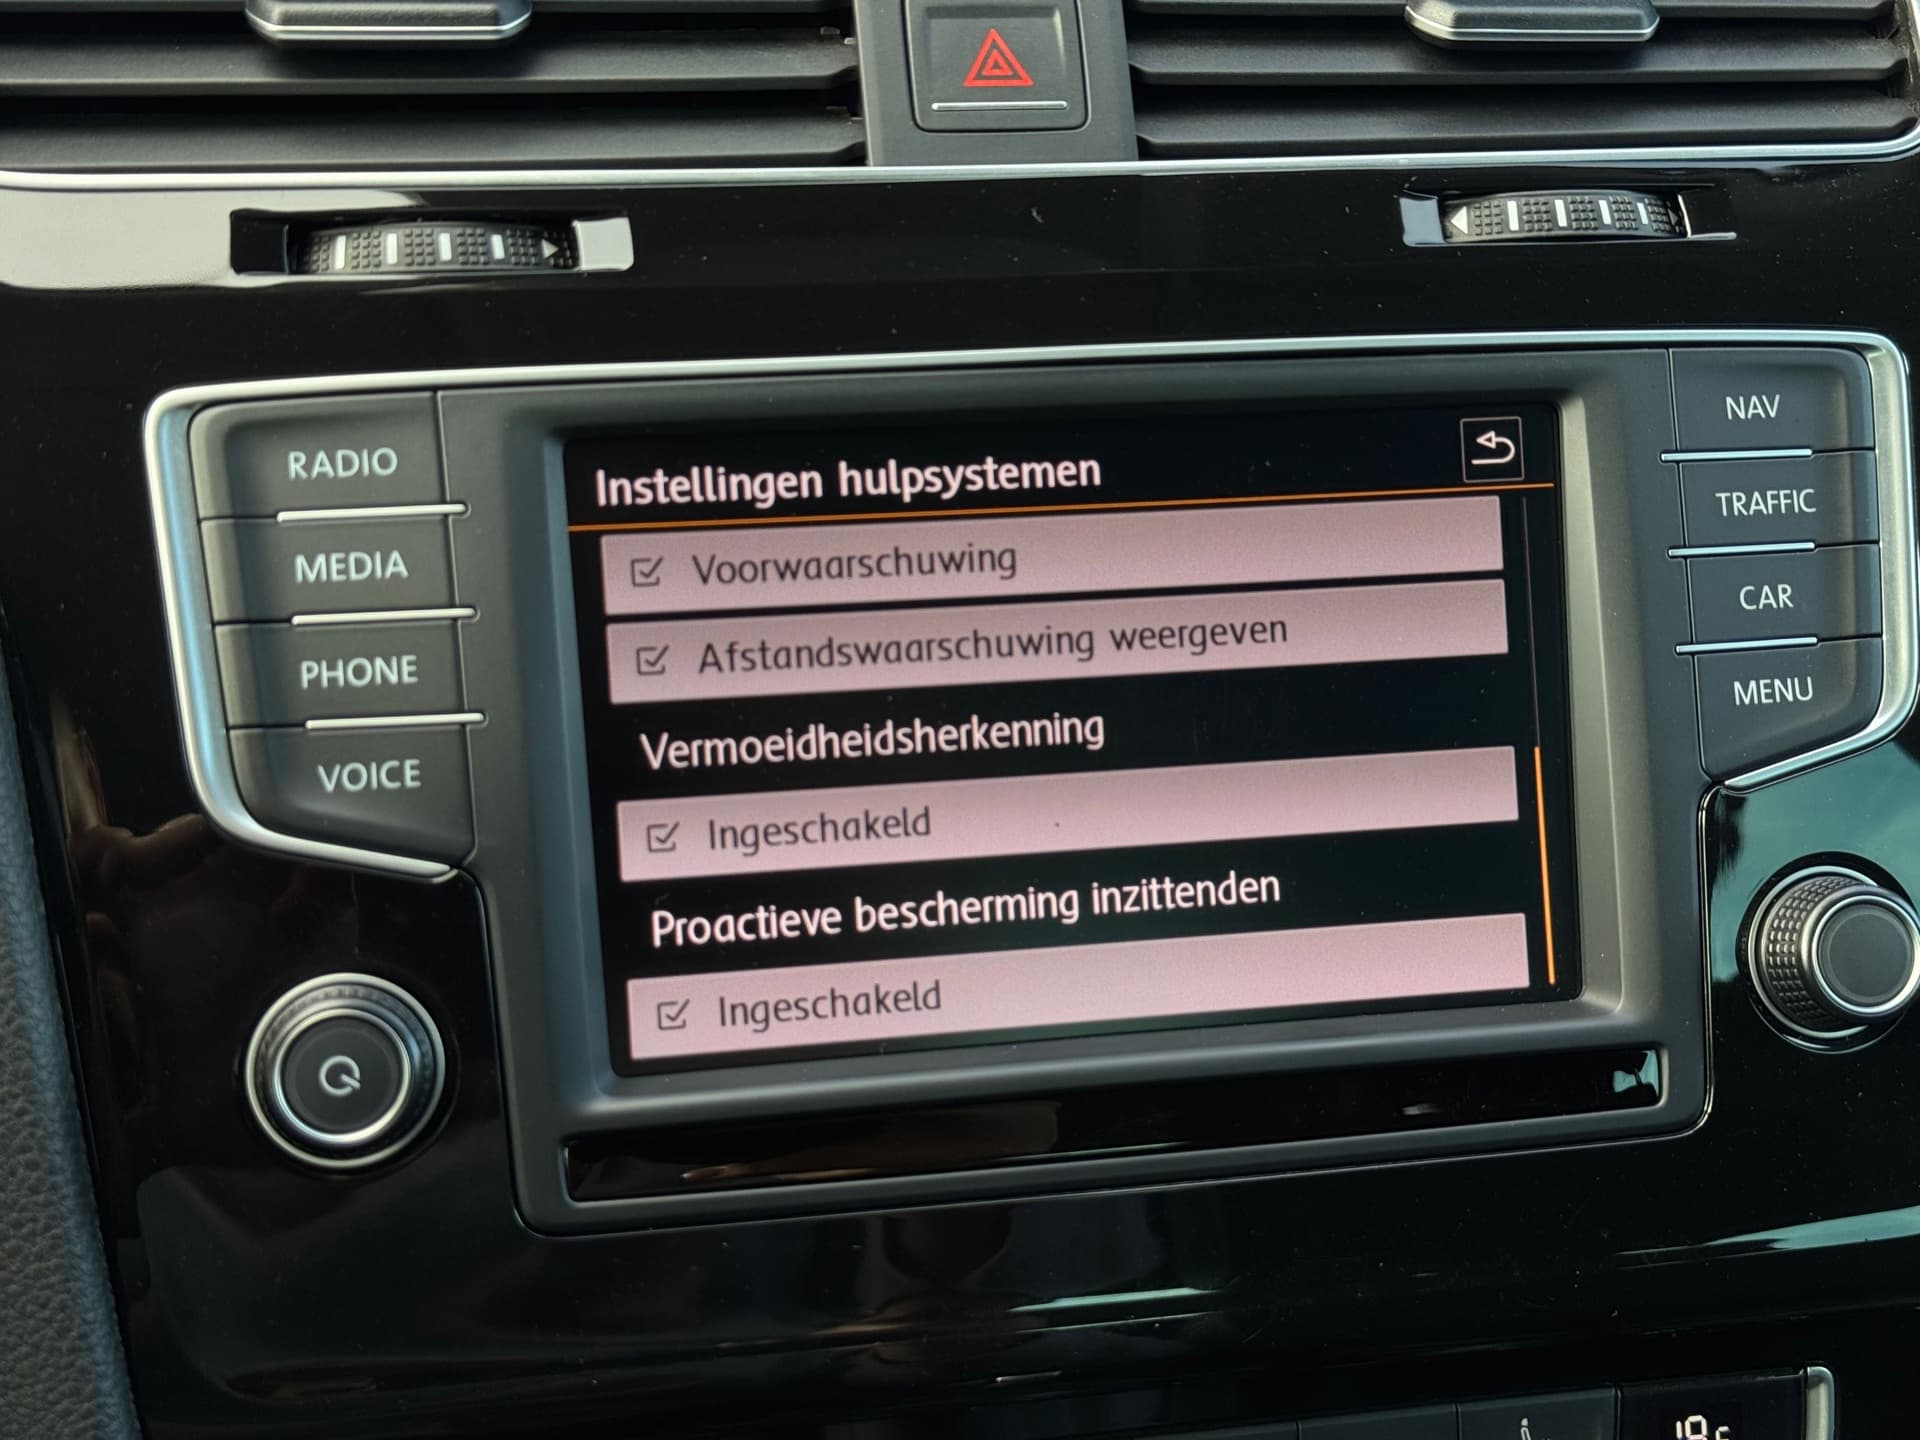 RADIO
MEDIA
PHONE
VOICE
Instellingen hulpsystemen
Voorwaarschuwing
Afstandswaarschuwing weergeven
Vermoeidheidsherkenning
Ingeschakeld
Proactieve bescherming inzittenden
Ingeschakeld
NAV
TRAFFIC
CAR
MENU